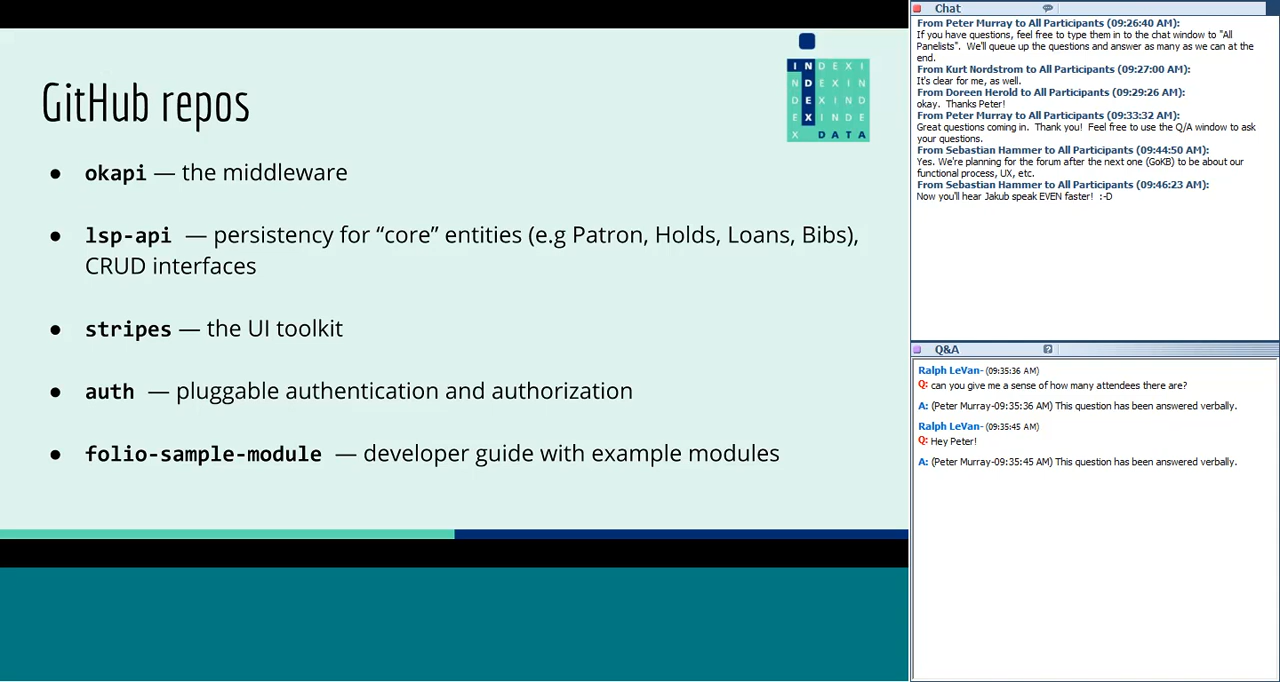 GitHub repos
I N D E X I
N D E X I N
D E X I N D
E X I N D E
X D A T A
● okapi — the middleware
● lsp-api — persistency for “core” entities (e.g Patron, Holds, Loans, Bibs),
CRUD interfaces
● stripes — the UI toolkit
● auth — pluggable authentication and authorization
● folio-sample-module — developer guide with example modules
Chat
From Peter Murray to All Participants (09:26:40 AM):
If you have questions, feel free to type them in to the chat window to "All
Panelists". We'll queue up the questions and answer as many as we can at the
end.
From Kurt Nordstrom to All Participants (09:27:00 AM):
It's clear for me, as well.
From Doreen Herold to All Participants (09:29:26 AM):
okay. Thanks Peter!
From Peter Murray to All Participants (09:33:32 AM):
Great questions coming in. Thank you! Feel free to use the Q/A window to ask
your questions.
From Sebastian Hammer to All Participants (09:44:50 AM):
Yes. We're planning for the forum after the next one (GoKB) to be about our
functional process, UX, etc.
From Sebastian Hammer to All Participants (09:46:23 AM):
Now you'll hear Jakub speak EVEN faster! :-D
Q&A
?
Ralph LeVan- (09:35:36 AM)
Q: can you give me a sense of how many attendees there are?
A: (Peter Murray-09:35:36 AM) This question has been answered verbally.
Ralph LeVan- (09:35:45 AM)
Q: Hey Peter!
A: (Peter Murray-09:35:45 AM) This question has been answered verbally.